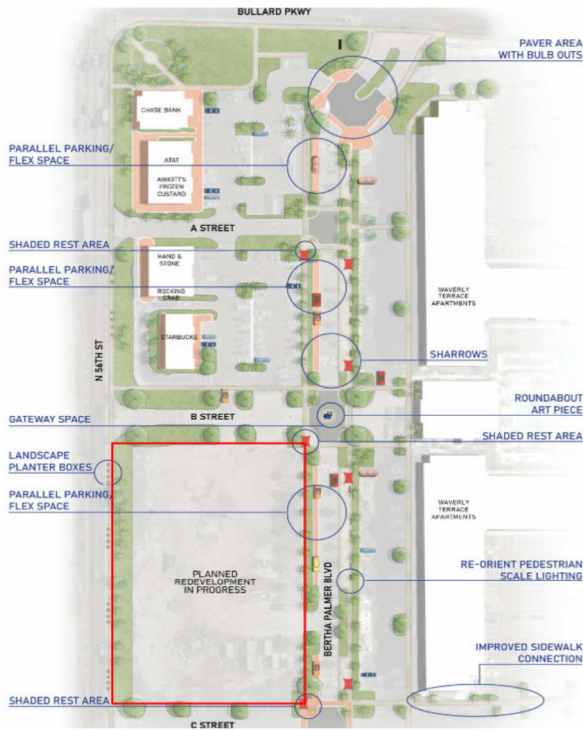 BULLARD PKWY
PAVER AREA
WITH BULB OUTS
CHASE BANK
PARALLEL PARKING/
FLEX SPACE
AT&T
ABBOTT'S
FROZEN
CUSTARD
A STREET
SHADED REST AREA
HAND &
STONE
PARALLEL PARKING/
FLEX SPACE
ROCKING
CRAB
WAVERLY
TERRACE
APARTMENTS
STARBUCKS
N 56TH ST
SHARROWS
ROUNDABOUT
ART PIECE
B STREET
GATEWAY SPACE
SHADED REST AREA
LANDSCAPE
PLANTER BOXES
PARALLEL PARKING/
FLEX SPACE
WAVERLY
TERRACE
APARTMENTS
PLANNED
REDEVELOPMENT
IN PROGRESS
BERTHA PALMER BLVD
RE-ORIENT PEDESTRIAN
SCALE LIGHTING
IMPROVED SIDEWALK
CONNECTION
SHADED REST AREA
C STREET